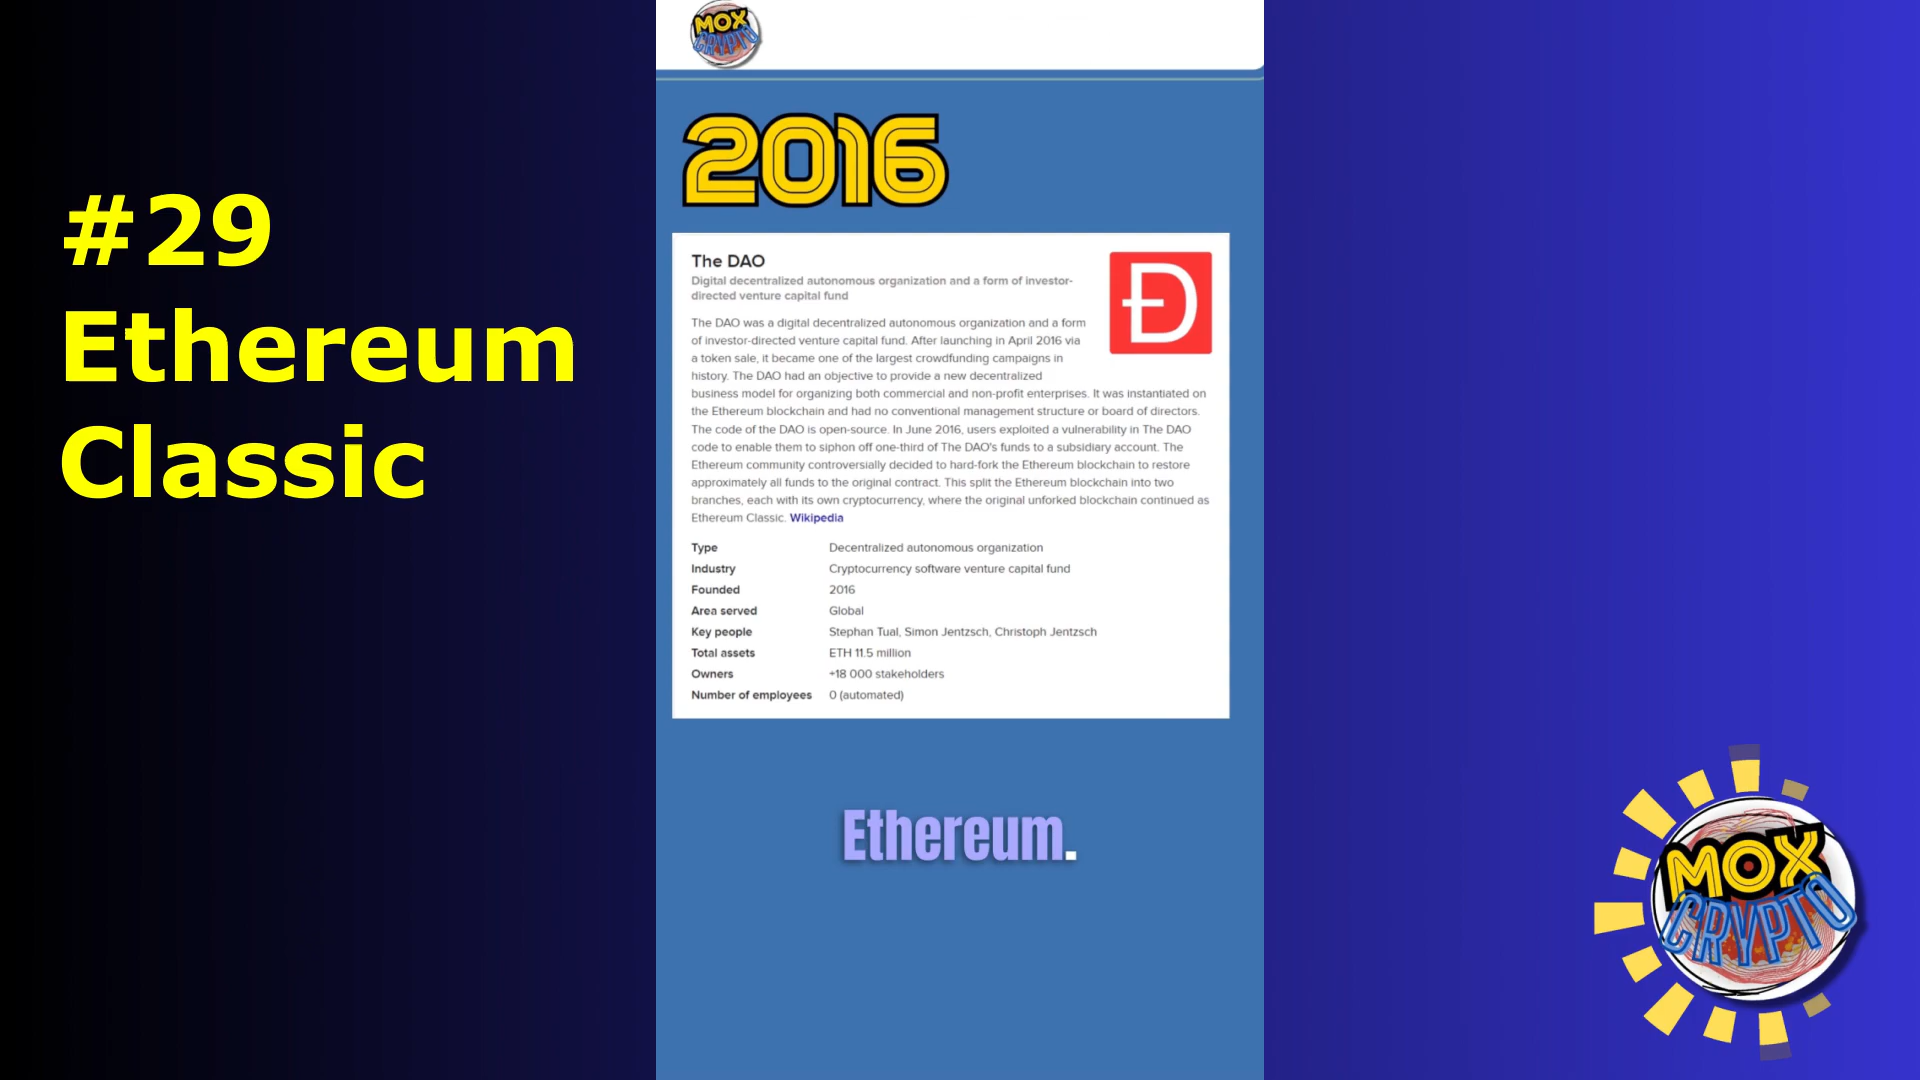 MOX
CRYPTO
2016
#29
Ethereum
Classic
The DAO
Digital decentralized autonomous organization and a form of investor-
directed venture capital fund
The DAO was a digital decentralized autonomous organization and a form
of investor-directed venture capital fund. After launching in April 2016 via
a token sale, it became one of the largest crowdfunding campaigns in
history. The DAO had an objective to provide a new decentralized
business model for organizing both commercial and non-profit enterprises. It was instantiated on
the Ethereum blockchain and had no conventional management structure or board of directors.
The code of the DAO is open-source. In June 2016, users exploited a vulnerability in The DAO
code to enable them to siphon off one-third of The DAO's funds to a subsidiary account. The
Ethereum community controversially decided to hard-fork the Ethereum blockchain to restore
approximately all funds to the original contract. This split the Ethereum blockchain into two
branches, each with its own cryptocurrency, where the original unforked blockchain continued as
Ethereum Classic. Wikipedia
Type Decentralized autonomous organization
Industry Cryptocurrency software venture capital fund
Founded 2016
Area served Global
Key people Stephan Tual, Simon Jentzsch, Christoph Jentzsch
Total assets ETH 11.5 million
Owners +18 000 stakeholders
Number of employees 0 (automated)
Ethereum.
MOX
CRYPTO